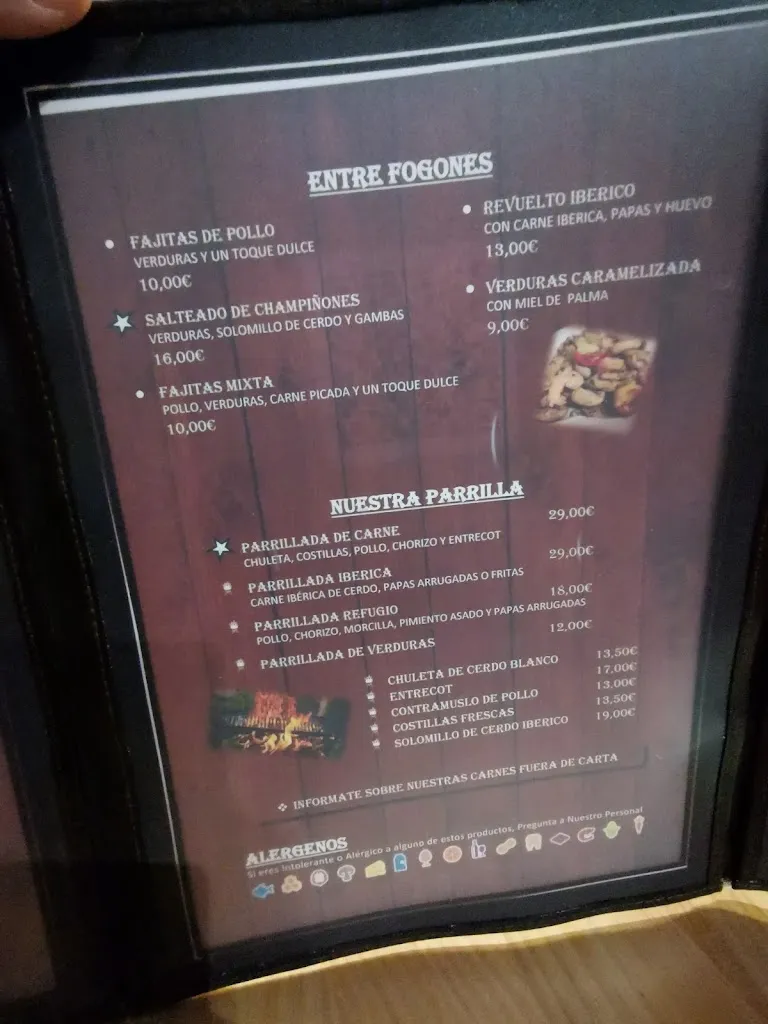 ENTRE FOGONES
FAJITAS DE POLLO
VERDURAS Y UN TOQUE DULCE
10,00€
SALTEADO DE CHAMPIÑONES
VERDURAS, SOLOMILLO DE CERDO Y GAMBAS
16,00€
FAJITAS MIXTA
POLLO, VERDURAS, CARNE PICADA Y UN TOQUE DULCE
10,00€
REVUELTO IBERICO
CON CARNE IBÉRICA, PAPAS Y HUEVO
13,00€
VERDURAS CARAMELIZADA
CON MIEL DE PALMA
9,00€
NUESTRA PARRILLA
PARRILLADA DE CARNE 29,00€
CHULETA, COSTILLAS, POLLO, CHORIZO Y ENTRECOT
PARRILLADA IBERICA 29,00€
CARNE IBÉRICA DE CERDO, PAPAS ARRUGADAS O FRITAS
PARRILLADA REFUGIO 18,00€
POLLO, CHORIZO, MORCILLA, PIMIENTO ASADO Y PAPAS ARRUGADAS
PARRILLADA DE VERDURAS 12,00€
CHULETA DE CERDO BLANCO 13,50€
ENTRECOT 17,00€
CONTRAMUSLO DE POLLO 13,00€
COSTILLAS FRESCAS 13,50€
SOLOMILLO DE CERDO IBERICO 19,00€
INFORMATE SOBRE NUESTRAS CARNES FUERA DE CARTA
ALERGENOS
Si eres Intolerante o Alérgico a alguno de estos productos, Pregunta a Nuestro Personal